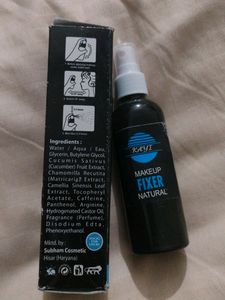 Ingredients :
Water / Aqua / Eau,
Glycerin, Butylene Glycol,
Cucumis Sativus
(Cucumber) Fruit Extract,
Chamomilla Recutita
(Matricaria) Extract,
Camellia Sinensis Leaf
Extract, Tocopheryl
Acetate, Caffeine,
Panthenol, Arginine,
Hydrogenated Castor Oil,
Fragrance (Perfume),
Disodium Edta,
Phenoxyethanol.
Mktd. by :
Subham Cosmetic
Hisar (Haryana)
KAYI
MAKEUP
FIXER
NATURAL